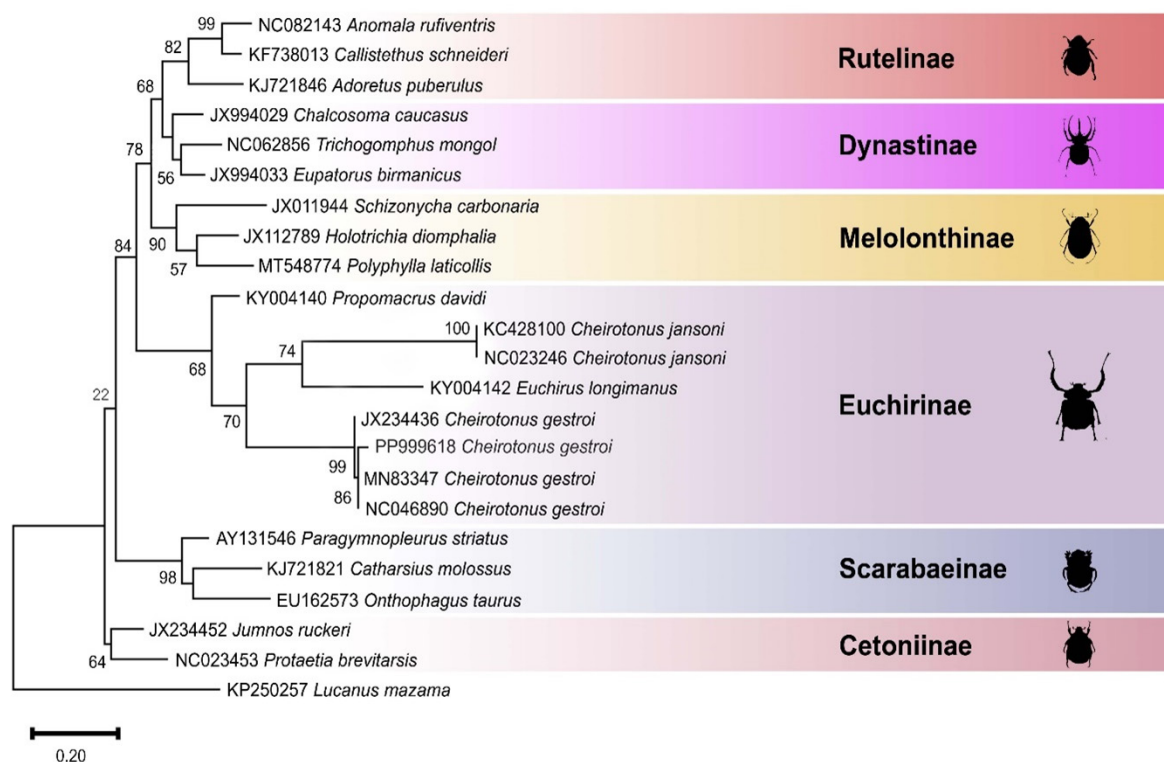 99
NC082143 Anomala rufiventris
82
KF738013 Callistethus schneideri
Rutelinae
68
KJ721846 Adoretus puberulus
JX994029 Chalcosoma caucasus
78
NC062856 Trichogomphus mongol
Dynastinae
56
JX994033 Eupatorus birmanicus
JX011944 Schizonycha carbonaria
84
90
JX112789 Holotrichia diomphalia
Melolonthinae
57
MT548774 Polyphylla laticollis
KY004140 Propomacrus davidi
100
KC428100 Cheirotonus jansoni
74
NC023246 Cheirotonus jansoni
68
KY004142 Euchirus longimanus
22
Euchirinae
70
JX234436 Cheirotonus gestroi
PP999618 Cheirotonus gestroi
99
MN83347 Cheirotonus gestroi
86
NC046890 Cheirotonus gestroi
AY131546 Paragymnopleurus striatus
98
KJ721821 Catharsius molossus
Scarabaeinae
EU162573 Onthophagus taurus
JX234452 Jumnos ruckeri
Cetoniinae
64
NC023453 Protaetia brevitarsis
KP250257 Lucanus mazama
0.20